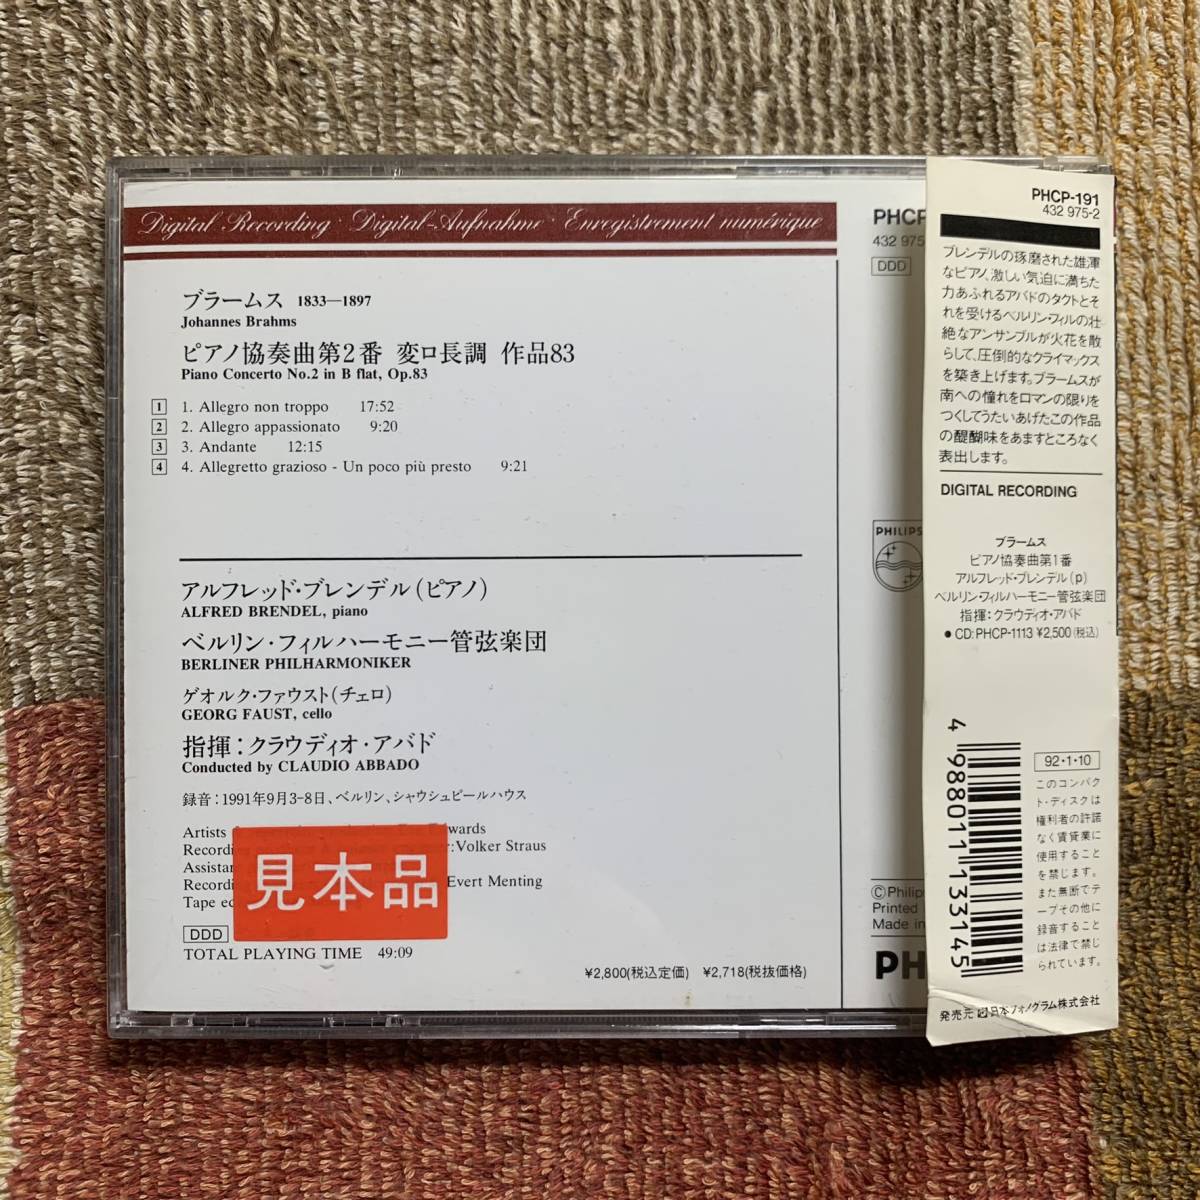 Digital Recording · Digital-Aufnahme · Enregistrement numérique
ブラームス 1833—1897
Johannes Brahms
ピアノ協奏曲第2番 変ロ長調 作品83
Piano Concerto No.2 in B flat, Op.83
1 1. Allegro non troppo 17:52
2 2. Allegro appassionato 9:20
3 3. Andante 12:15
4 4. Allegretto grazioso - Un poco più presto 9:21
アルフレッド・ブレンデル(ピアノ)
ALFRED BRENDEL, piano
ベルリン・フィルハーモニー管弦楽団
BERLINER PHILHARMONIKER
ゲオルク・ファウスト(チェロ)
GEORG FAUST, cello
指揮：クラウディオ・アバド
Conducted by CLAUDIO ABBADO
録音：1991年9月3-8日、ベルリン、シャウシュピールハウス
Artists
Recording :Volker Straus
Evert Menting
Tape
見本品
DDD
TOTAL PLAYING TIME 49:09
¥2,800(税込定価) ¥2,718(税抜価格)
PHCP
432 975
DDD
PHILIPS
Printed
Made in
PHCP-191
432 975-2
ブレンデルの琢磨された雄渾
なピアノ、激しい気迫に満ちた
力あふれるアバドのタクトとそ
れを受けるベルリン・フィルの壮
絶なアンサンブルが火花を散
らして、圧倒的なクライマックス
を築き上げます。ブラームスが
南への憧れをロマンの限りを
つくしてうたいあげたこの作品
の醍醐味をあますところなく
表出します。
DIGITAL RECORDING
ブラームス
ピアノ協奏曲第1番
アルフレッド・ブレンデル(p)
ベルリン・フィルハーモニー管弦楽団
指揮：クラウディオ・アバド
● CD:PHCP-1113 ¥2,500(税込)
4 988011 133145
92・1・10
このコンパク
ト・ディスクは
権利者の許諾
なく賃貸業に
使用すること
を禁じます。
また無断でテ
ープその他に
録音すること
は法律で禁じ
られています。
発売元 日本フォノグラム株式会社